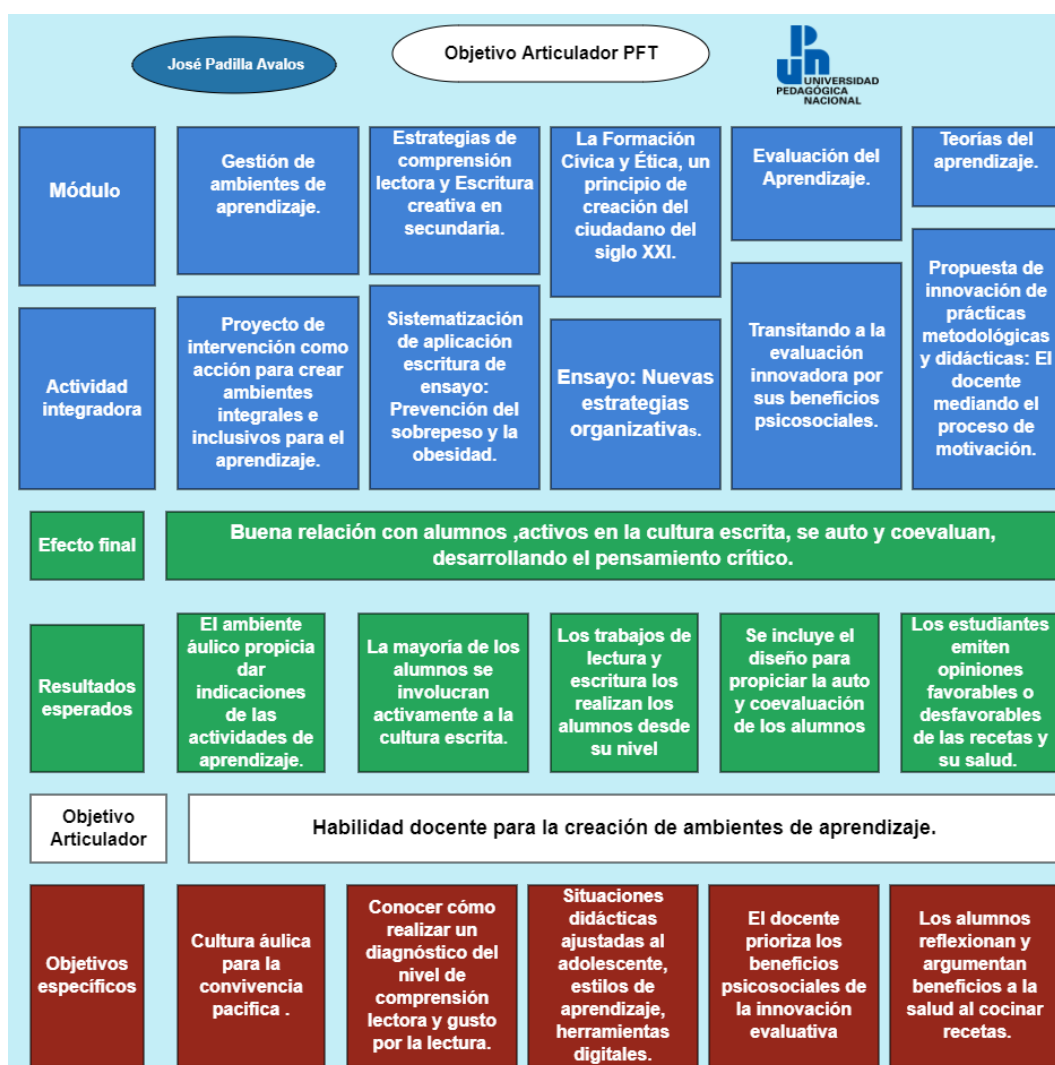 José Padilla Avalos
Objetivo Articulador PFT
UNIVERSIDAD
PEDAGÓGICA
NACIONAL
Módulo
Gestión de
ambientes de
aprendizaje.
Estrategias de
comprensión
lectora y Escritura
creativa en
secundaria.
La Formación
Cívica y Ética, un
principio de
creación del
ciudadano del
siglo XXI.
Evaluación del
Aprendizaje.
Teorías del
aprendizaje.
Actividad
integradora
Proyecto de
intervención como
acción para crear
ambientes
integrales e
inclusivos para el
aprendizaje.
Sistematización
de aplicación
escritura de
ensayo:
Prevención del
sobrepeso y la
obesidad.
Ensayo: Nuevas
estrategias
organizativas.
Transitando a la
evaluación
innovadora por
sus beneficios
psicosociales.
Propuesta de
innovación de
prácticas
metodológicas
y didácticas: El
docente
mediando el
proceso de
motivación.
Efecto final
Buena relación con alumnos ,activos en la cultura escrita, se auto y coevaluan,
desarrollando el pensamiento crítico.
Resultados
esperados
El ambiente
áulico propicia
dar
indicaciones
de las
actividades de
aprendizaje.
La mayoría de los
alumnos se
involucran
activamente a la
cultura escrita.
Los trabajos de
lectura y
escritura los
realizan los
alumnos desde
su nivel
Se incluye el
diseño para
propiciar la auto
y coevaluación
de los alumnos
Los estudiantes
emiten
opiniones
favorables o
desfavorables
de las recetas y
su salud.
Objetivo
Articulador
Habilidad docente para la creación de ambientes de aprendizaje.
Objetivos
específicos
Cultura áulica
para la
convivencia
pacifica .
Conocer cómo
realizar un
diagnóstico del
nivel de
comprensión
lectora y gusto
por la lectura.
Situaciones
didácticas
ajustadas al
adolescente,
estilos de
aprendizaje,
herramientas
digitales.
El docente
prioriza los
beneficios
psicosociales de
la innovación
evaluativa
Los alumnos
reflexionan y
argumentan
beneficios a la
salud al cocinar
recetas.